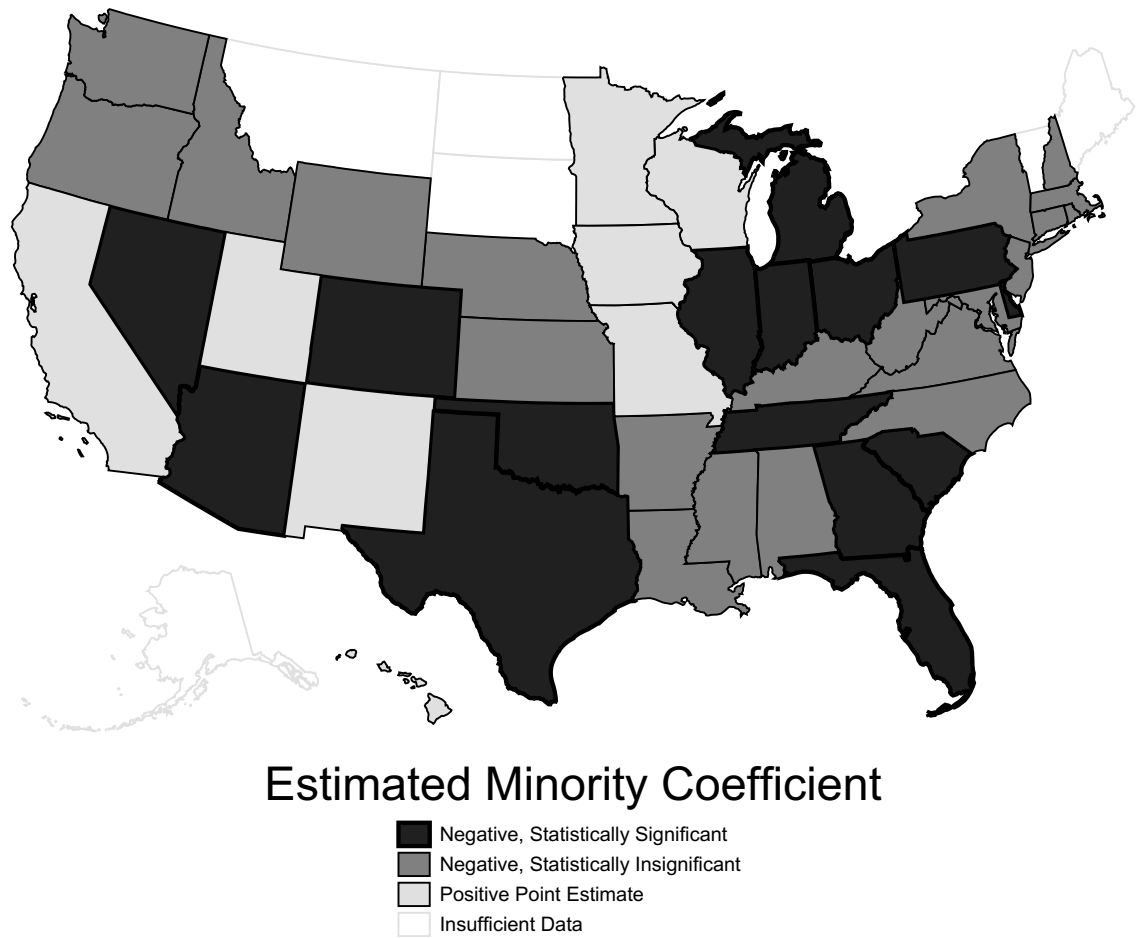 Estimated Minority Coefficient
Negative, Statistically Significant
Negative, Statistically Insignificant
Positive Point Estimate
Insufficient Data